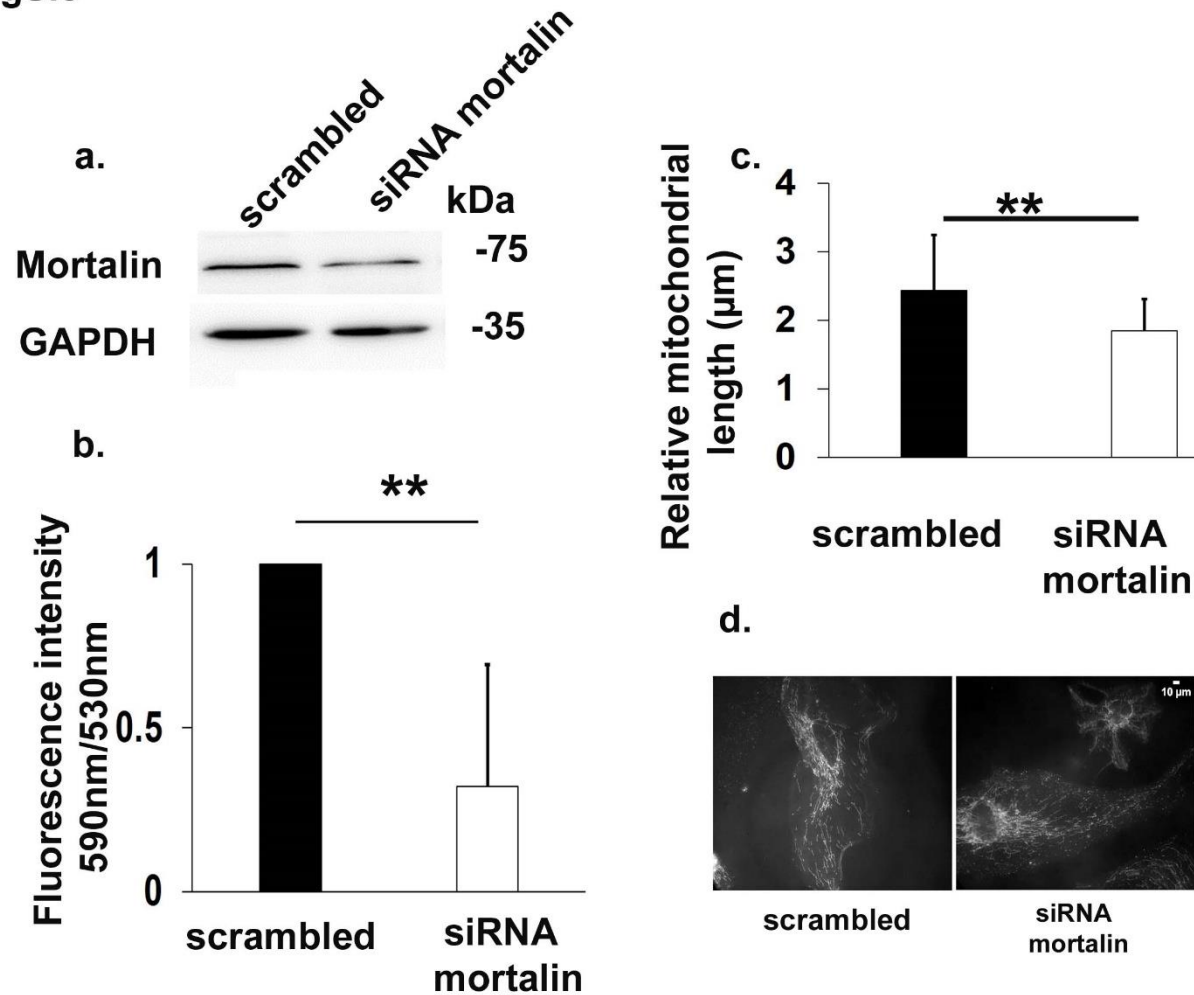 a.
scrambled
siRNA mortalin
kDa
Mortalin
-75
GAPDH
-35
b.
**
Fluorescence intensity
590nm/530nm
1
0.5
0
scrambled
siRNA
mortalin
c.
Relative mitochondrial
length (µm)
4
3
2
1
0
**
scrambled
siRNA
mortalin
d.
10 µm
scrambled
siRNA
mortalin